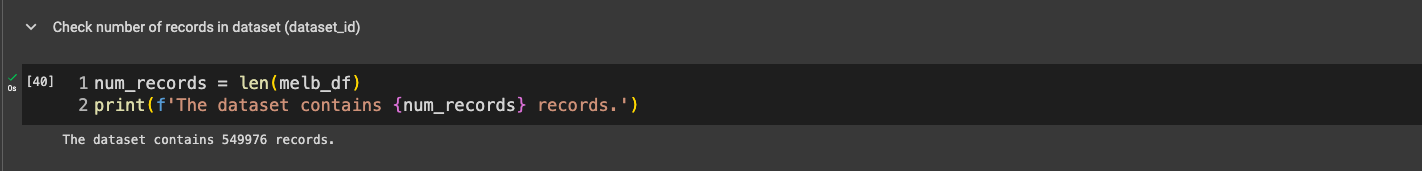 Check number of records in dataset (dataset_id)
[40] 1 num_records = len(melb_df)
0s 2 print(f'The dataset contains {num_records} records.')
The dataset contains 549976 records.